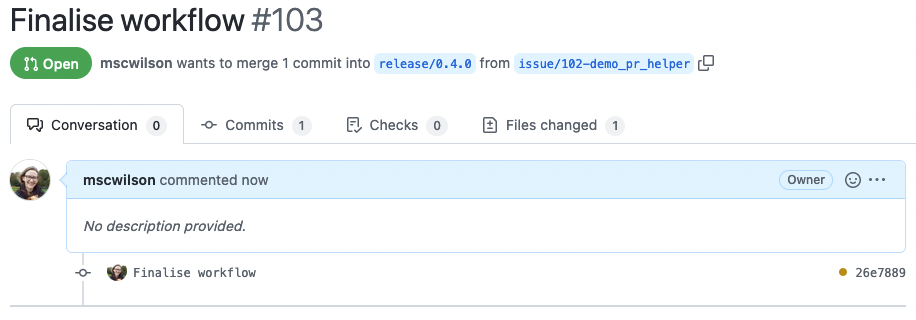 Finalise workflow #103
Open mscwilson wants to merge 1 commit into release/0.4.0 from issue/102-demo_pr_helper
Conversation 0 Commits 1 Checks 0 Files changed 1
mscwilson commented now Owner
No description provided.
Finalise workflow 26e7889